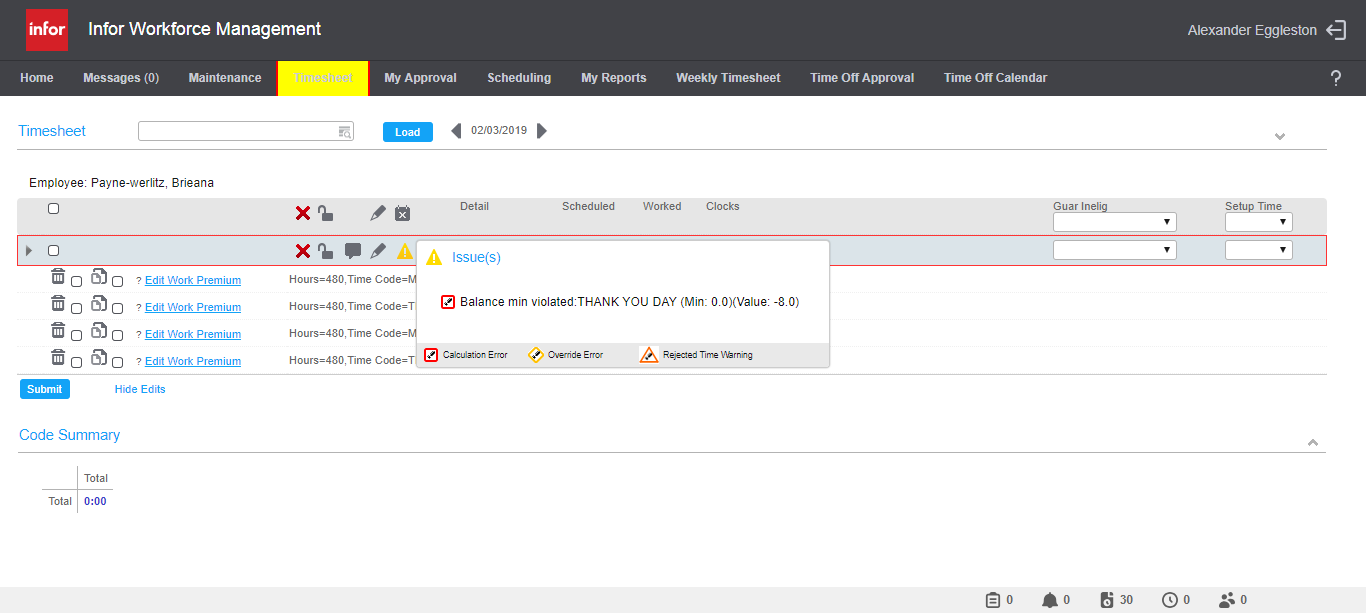 infor Infor Workforce Management Alexander Eggleston
Home Messages (0) Maintenance Timesheet My Approval Scheduling My Reports Weekly Timesheet Time Off Approval Time Off Calendar ?
Timesheet Load 02/03/2019
Employee: Payne-werlitz, Brieana
Detail Scheduled Worked Clocks Guar Inelig Setup Time
Issue(s)
? Edit Work Premium Hours=480,Time Code=M
Balance min violated:THANK YOU DAY (Min: 0.0)(Value: -8.0)
? Edit Work Premium Hours=480,Time Code=T
? Edit Work Premium Hours=480,Time Code=M
? Edit Work Premium Hours=480,Time Code=T
Calculation Error Override Error Rejected Time Warning
Submit Hide Edits
Code Summary
Total
Total 0:00
0 0 30 0 0